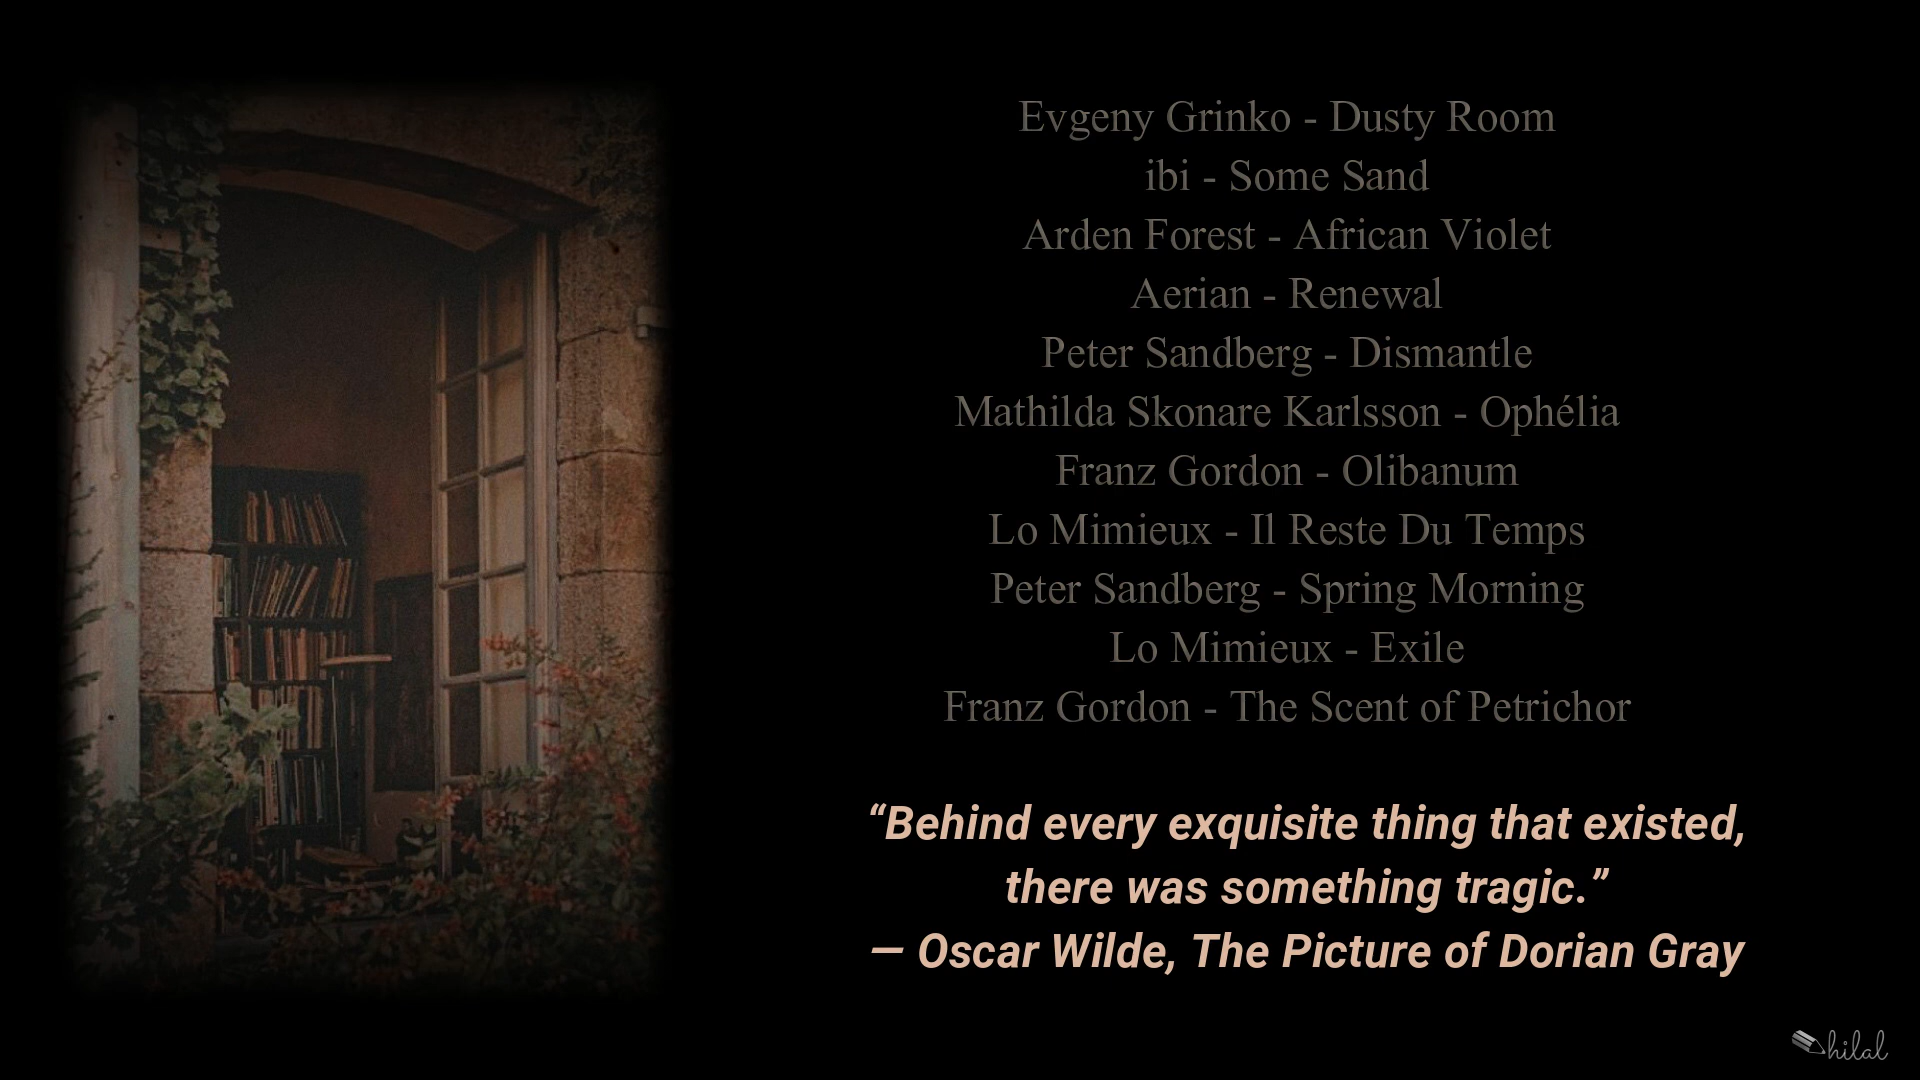 Evgeny Grinko - Dusty Room
ibi - Some Sand
Arden Forest - African Violet
Aerian - Renewal
Peter Sandberg - Dismantle
Mathilda Skonare Karlsson - Ophélia
Franz Gordon - Olibanum
Lo Mimieux - Il Reste Du Temps
Peter Sandberg - Spring Morning
Lo Mimieux - Exile
Franz Gordon - The Scent of Petrichor
“Behind every exquisite thing that existed,
there was something tragic.”
— Oscar Wilde, The Picture of Dorian Gray
hilal